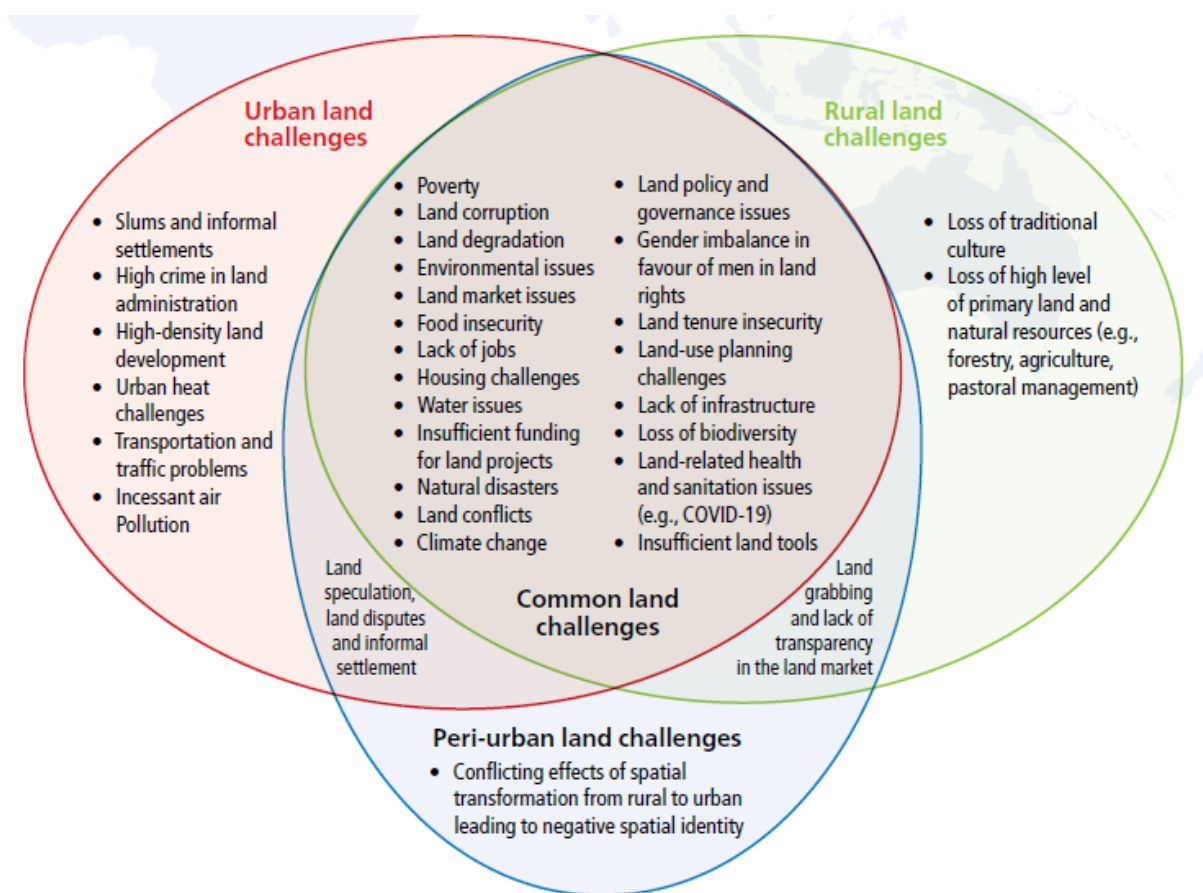 Urban land
challenges
• Slums and informal
settlements
• High crime in land
administration
• High-density land
development
• Urban heat
challenges
• Transportation and
traffic problems
• Incessant air
Pollution
• Poverty
• Land corruption
• Land degradation
• Environmental issues
• Land market issues
• Food insecurity
• Lack of jobs
• Housing challenges
• Water issues
• Insufficient funding
for land projects
• Natural disasters
• Land conflicts
• Climate change
• Land policy and
governance issues
• Gender imbalance in
favour of men in land
rights
• Land tenure insecurity
• Land-use planning
challenges
• Lack of infrastructure
• Loss of biodiversity
• Land-related health
and sanitation issues
(e.g., COVID-19)
• Insufficient land tools
Common land
challenges
Rural land
challenges
• Loss of traditional
culture
• Loss of high level
of primary land and
natural resources (e.g.,
forestry, agriculture,
pastoral management)
Land
speculation,
land disputes
and informal
settlement
Land
grabbing
and lack of
transparency
in the land market
Peri-urban land challenges
• Conflicting effects of spatial
transformation from rural to urban
leading to negative spatial identity